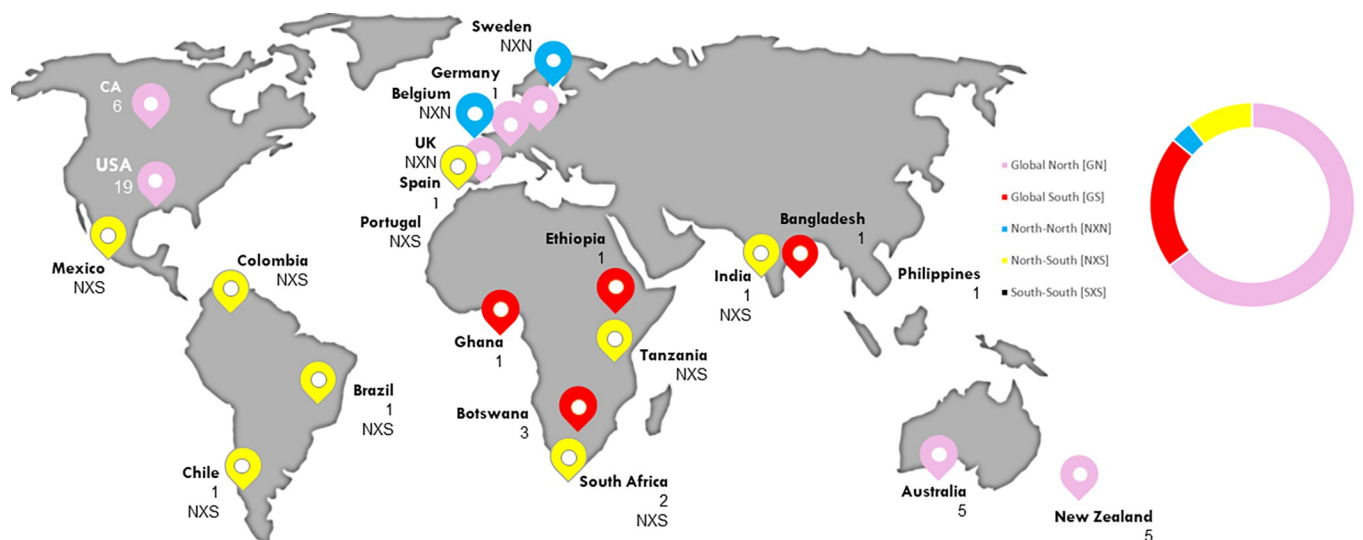 Sweden
NXN
Germany
1
Belgium
NXN
UK
NXN
Spain
1
Portugal
NXS
CA
6
USA
19
Mexico
NXS
Colombia
NXS
Brazil
1
NXS
Chile
1
NXS
Ethiopia
1
Ghana
1
Tanzania
NXS
Botswana
3
South Africa
2
NXS
Bangladesh
1
India
1
NXS
Philippines
1
Australia
5
New Zealand
5
Global North [GN]
Global South [GS]
North-North [NXN]
North-South [NXS]
South-South [SXS]